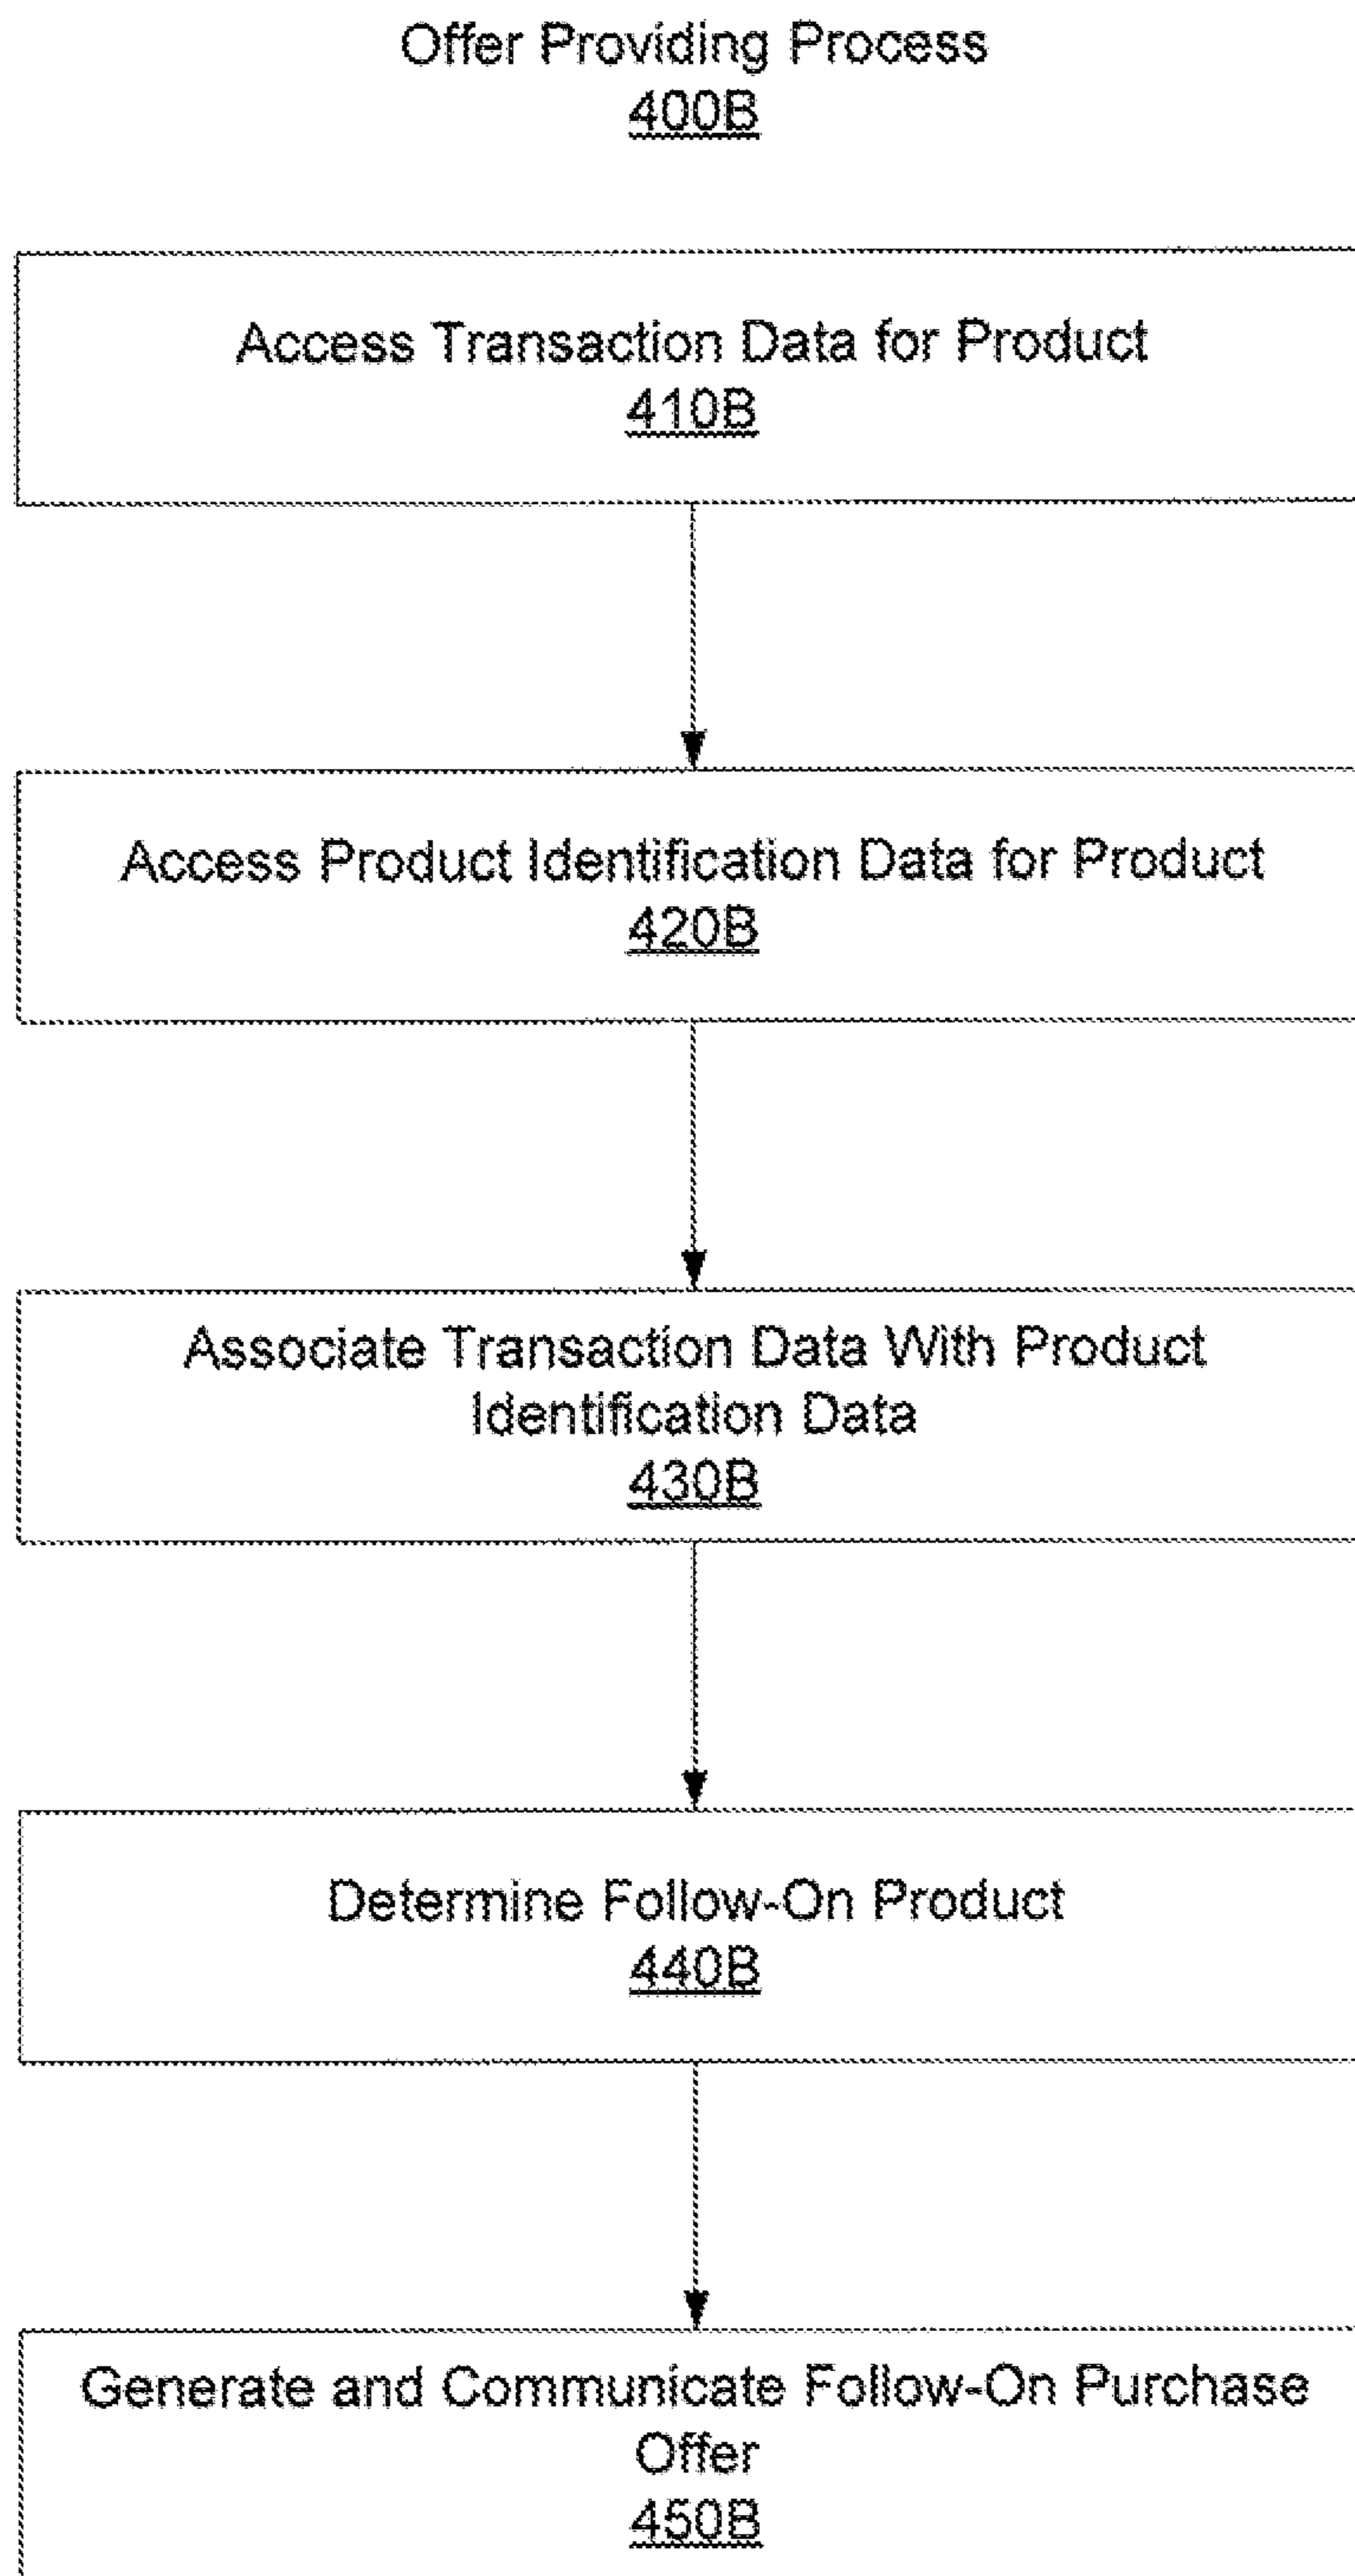 Offer Providing Process
400B
Access Transaction Data for Product
410B
Access Product Identification Data for Product
420B
Associate Transaction Data With Product
Identification Data
430B
Determine Follow-On Product
440B
Generate and Communicate Follow-On Purchase
Offer
450B